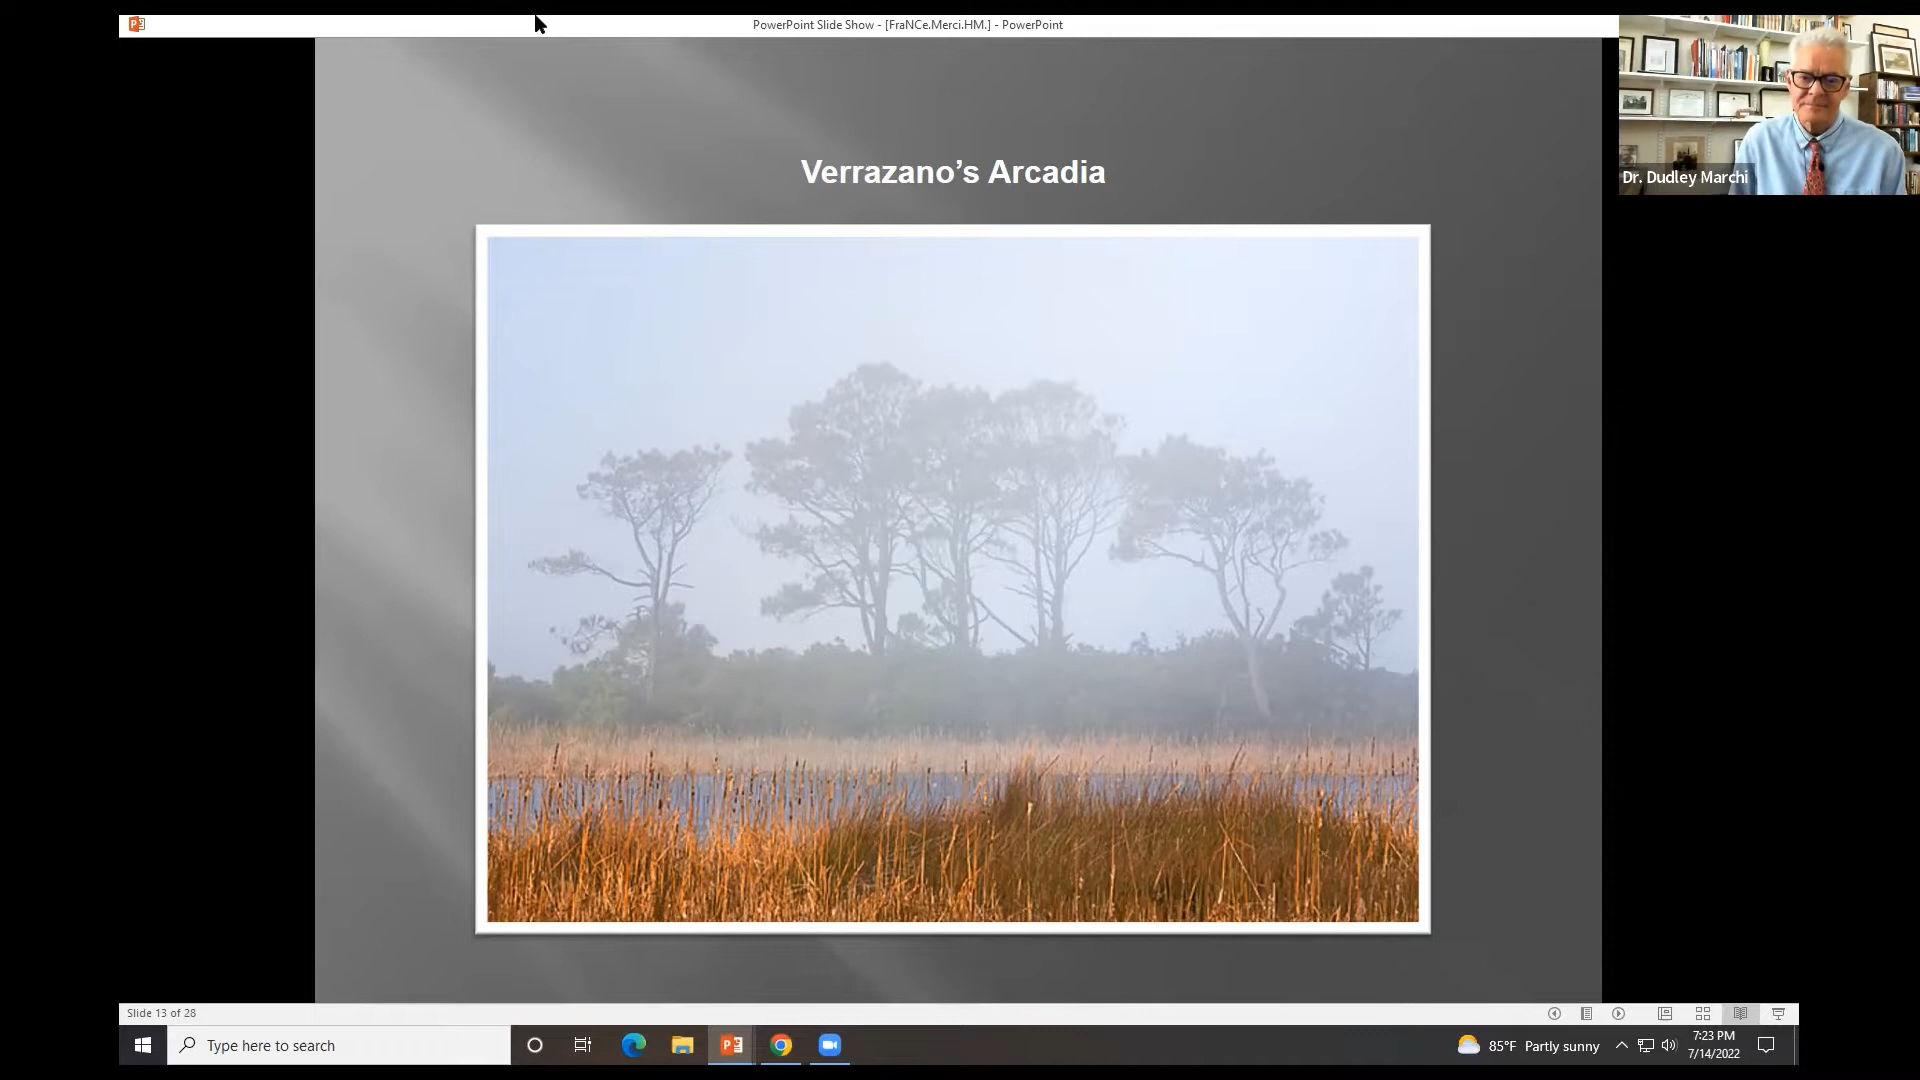 PowerPoint Slide Show - [FraNCe.Merci.HM.] - PowerPoint
Dr. Dudley Marchi
Verrazano’s Arcadia
Slide 13 of 28
Type here to search
85°F Partly sunny
7:23 PM
7/14/2022